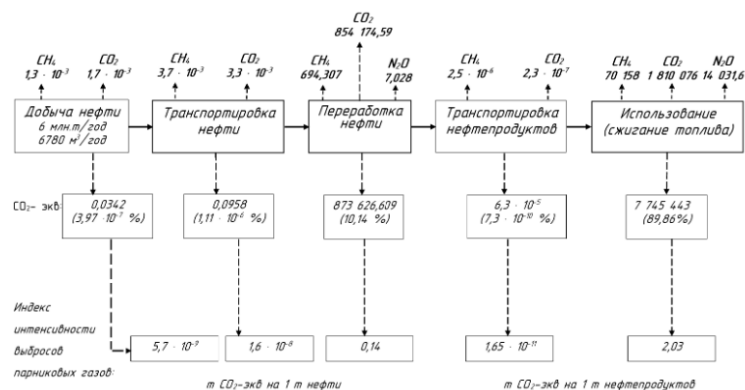 CO₂
854 174,59
CH₄
1,3 · 10⁻³
CO₂
1,7 · 10⁻³
CH₄
3,7 · 10⁻³
CO₂
3,3 · 10⁻³
CH₄
694,307
N₂O
7,028
CH₄
2,5 · 10⁻⁶
CO₂
2,3 · 10⁻⁷
CH₄
70 158
CO₂
1 810 076
N₂O
14 031,6
Добыча нефти
6 млн.т/год
6780 м³/год
Транспортировка
нефти
Переработка
нефти
Транспортировка
нефтепродуктов
Использование
(сжигание топлива)
CO₂– экв:
0,0342
(3,97 · 10⁻⁷ %)
0,0958
(1,11 · 10⁻⁶ %)
873 626,609
(10,14 %)
6,3 · 10⁻⁵
(7,3 · 10⁻¹⁰ %)
7 745 443
(89,86%)
Индекс
интенсивности
выбросов
парниковых газов:
5,7 · 10⁻⁹
1,6 · 10⁻⁸
0,14
1,65 · 10⁻¹¹
2,03
т CO₂–экв на 1 т нефти
т CO₂–экв на 1 т нефтепродуктов